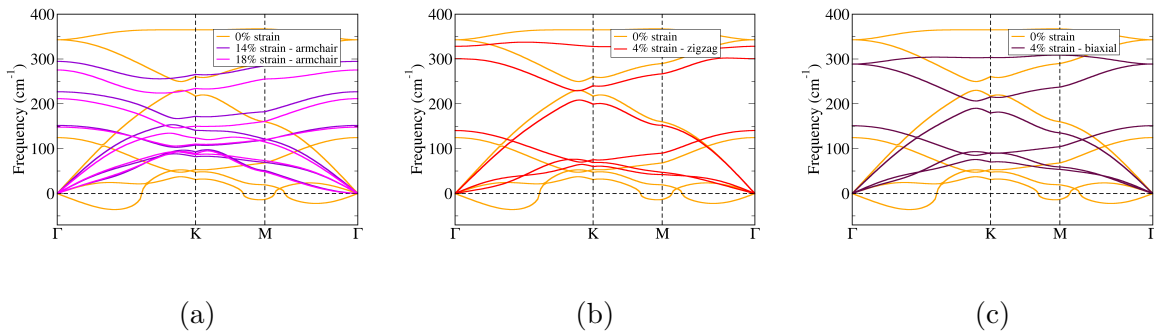 400
300
200
100
0
Frequency (cm⁻¹)
0% strain
14% strain - armchair
18% strain - armchair
Γ K M Γ
(a)
400
300
200
100
0
Frequency (cm⁻¹)
0% strain
4% strain - zigzag
Γ K M Γ
(b)
400
300
200
100
0
Frequency (cm⁻¹)
0% strain
4% strain - biaxial
Γ K M Γ
(c)